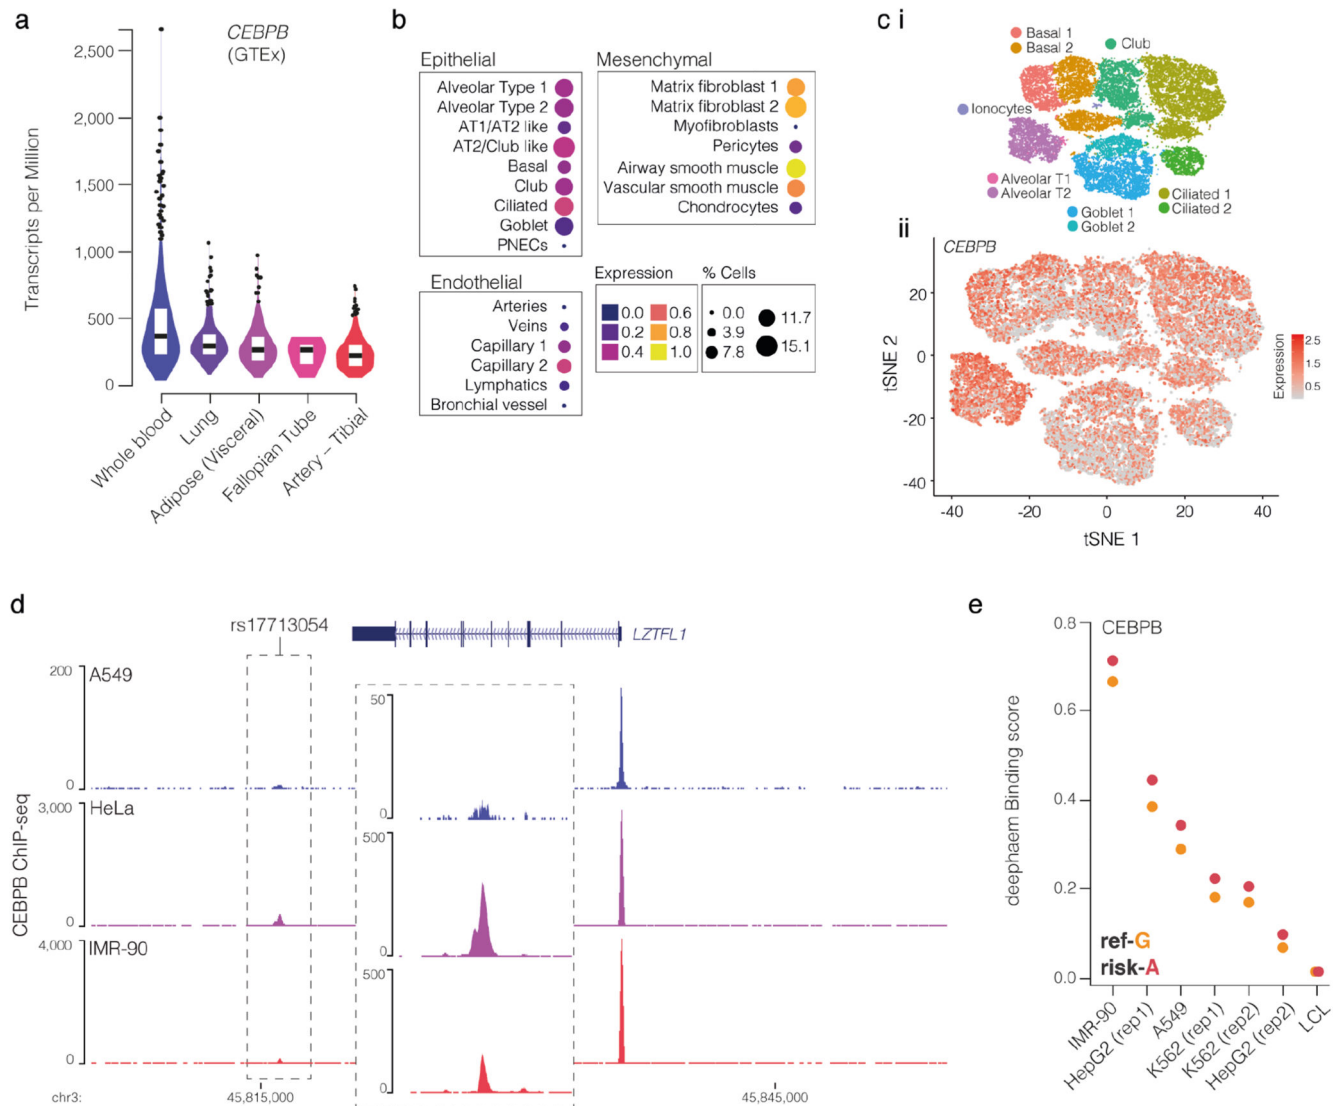 a
CEBPB
(GTEx)
Transcripts per Million
2,500
2,000
1,500
1,000
500
0
Whole blood
Lung
Adipose (Visceral)
Fallopian Tube
Artery – Tibial
b
Epithelial
Alveolar Type 1
Alveolar Type 2
AT1/AT2 like
AT2/Club like
Basal
Club
Ciliated
Goblet
PNECs
Mesenchymal
Matrix fibroblast 1
Matrix fibroblast 2
Myofibroblasts
Pericytes
Airway smooth muscle
Vascular smooth muscle
Chondrocytes
Endothelial
Arteries
Veins
Capillary 1
Capillary 2
Lymphatics
Bronchial vessel
Expression
0.0 0.6
0.2 0.8
0.4 1.0
% Cells
0.0
3.9
7.8
11.7
15.1
c i
Basal 1
Basal 2
Club
Ionocytes
Alveolar T1
Alveolar T2
Goblet 1
Goblet 2
Ciliated 1
Ciliated 2
ii
CEBPB
tSNE 2
20
0
-20
-40
-40 -20 0 20 40
tSNE 1
Expression
2.5
1.5
0.5
d
rs17713054
LZTFL1
CEBPB ChIP-seq
A549
200
0
50
0
HeLa
3,000
0
500
0
IMR-90
4,000
0
500
0
chr3: 45,815,000 45,845,000
e
CEBPB
deephaem Binding score
0.8
0.6
0.4
0.2
0.0
ref-G
risk-A
IMR-90
HepG2 (rep1)
A549
K562 (rep1)
K562 (rep2)
HepG2 (rep2)
LCL